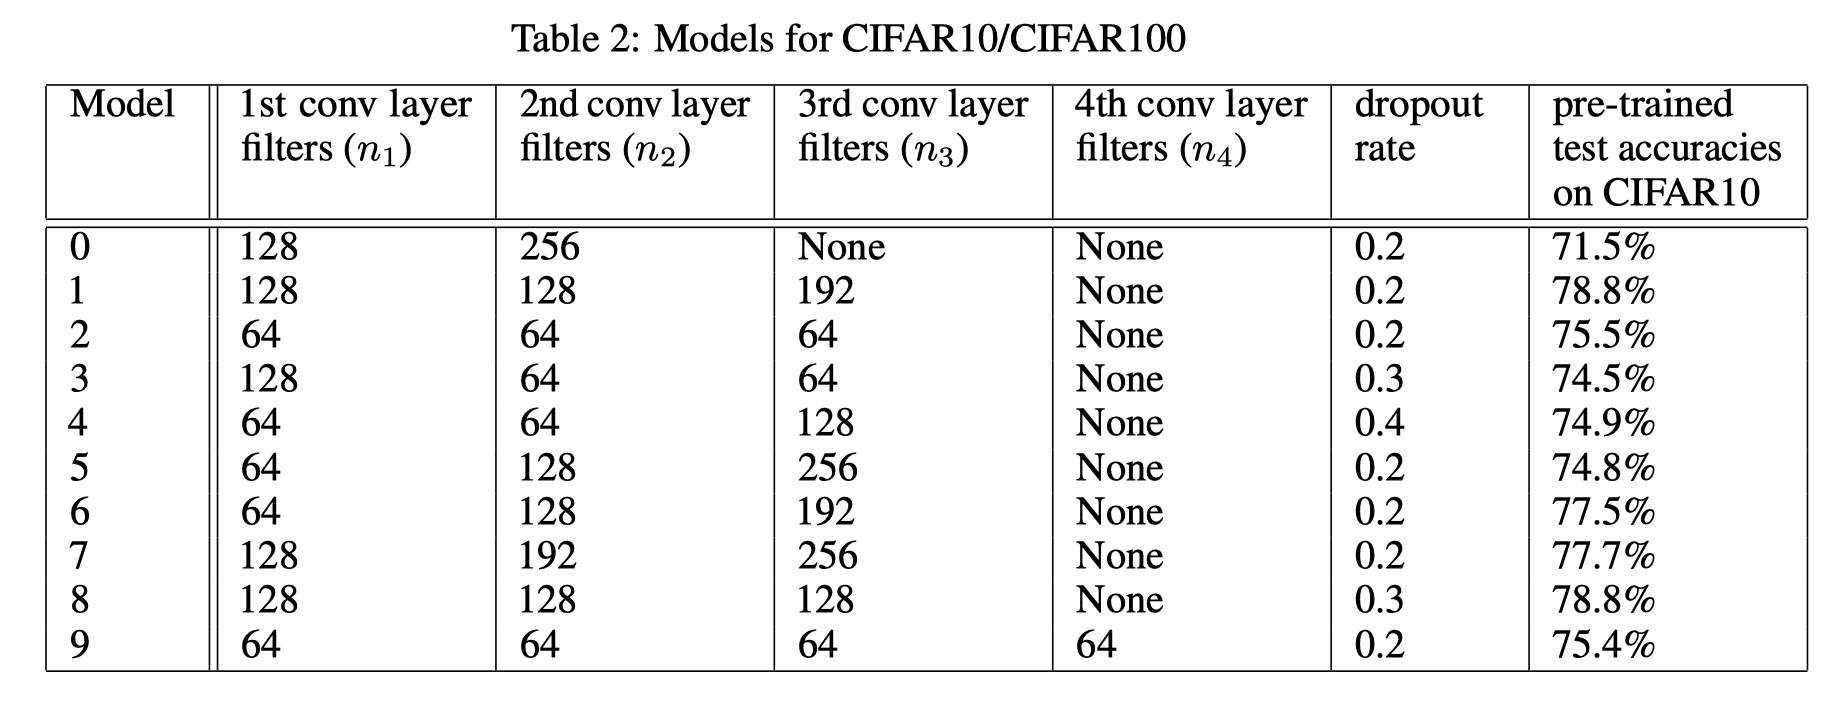 Table 2: Models for CIFAR10/CIFAR100
Model 1st conv layer filters (n₁) 2nd conv layer filters (n₂) 3rd conv layer filters (n₃) 4th conv layer filters (n₄) dropout rate pre-trained test accuracies on CIFAR10
0 128 256 None None 0.2 71.5%
1 128 128 192 None 0.2 78.8%
2 64 64 64 None 0.2 75.5%
3 128 64 64 None 0.3 74.5%
4 64 64 128 None 0.4 74.9%
5 64 128 256 None 0.2 74.8%
6 64 128 192 None 0.2 77.5%
7 128 192 256 None 0.2 77.7%
8 128 128 128 None 0.3 78.8%
9 64 64 64 64 0.2 75.4%